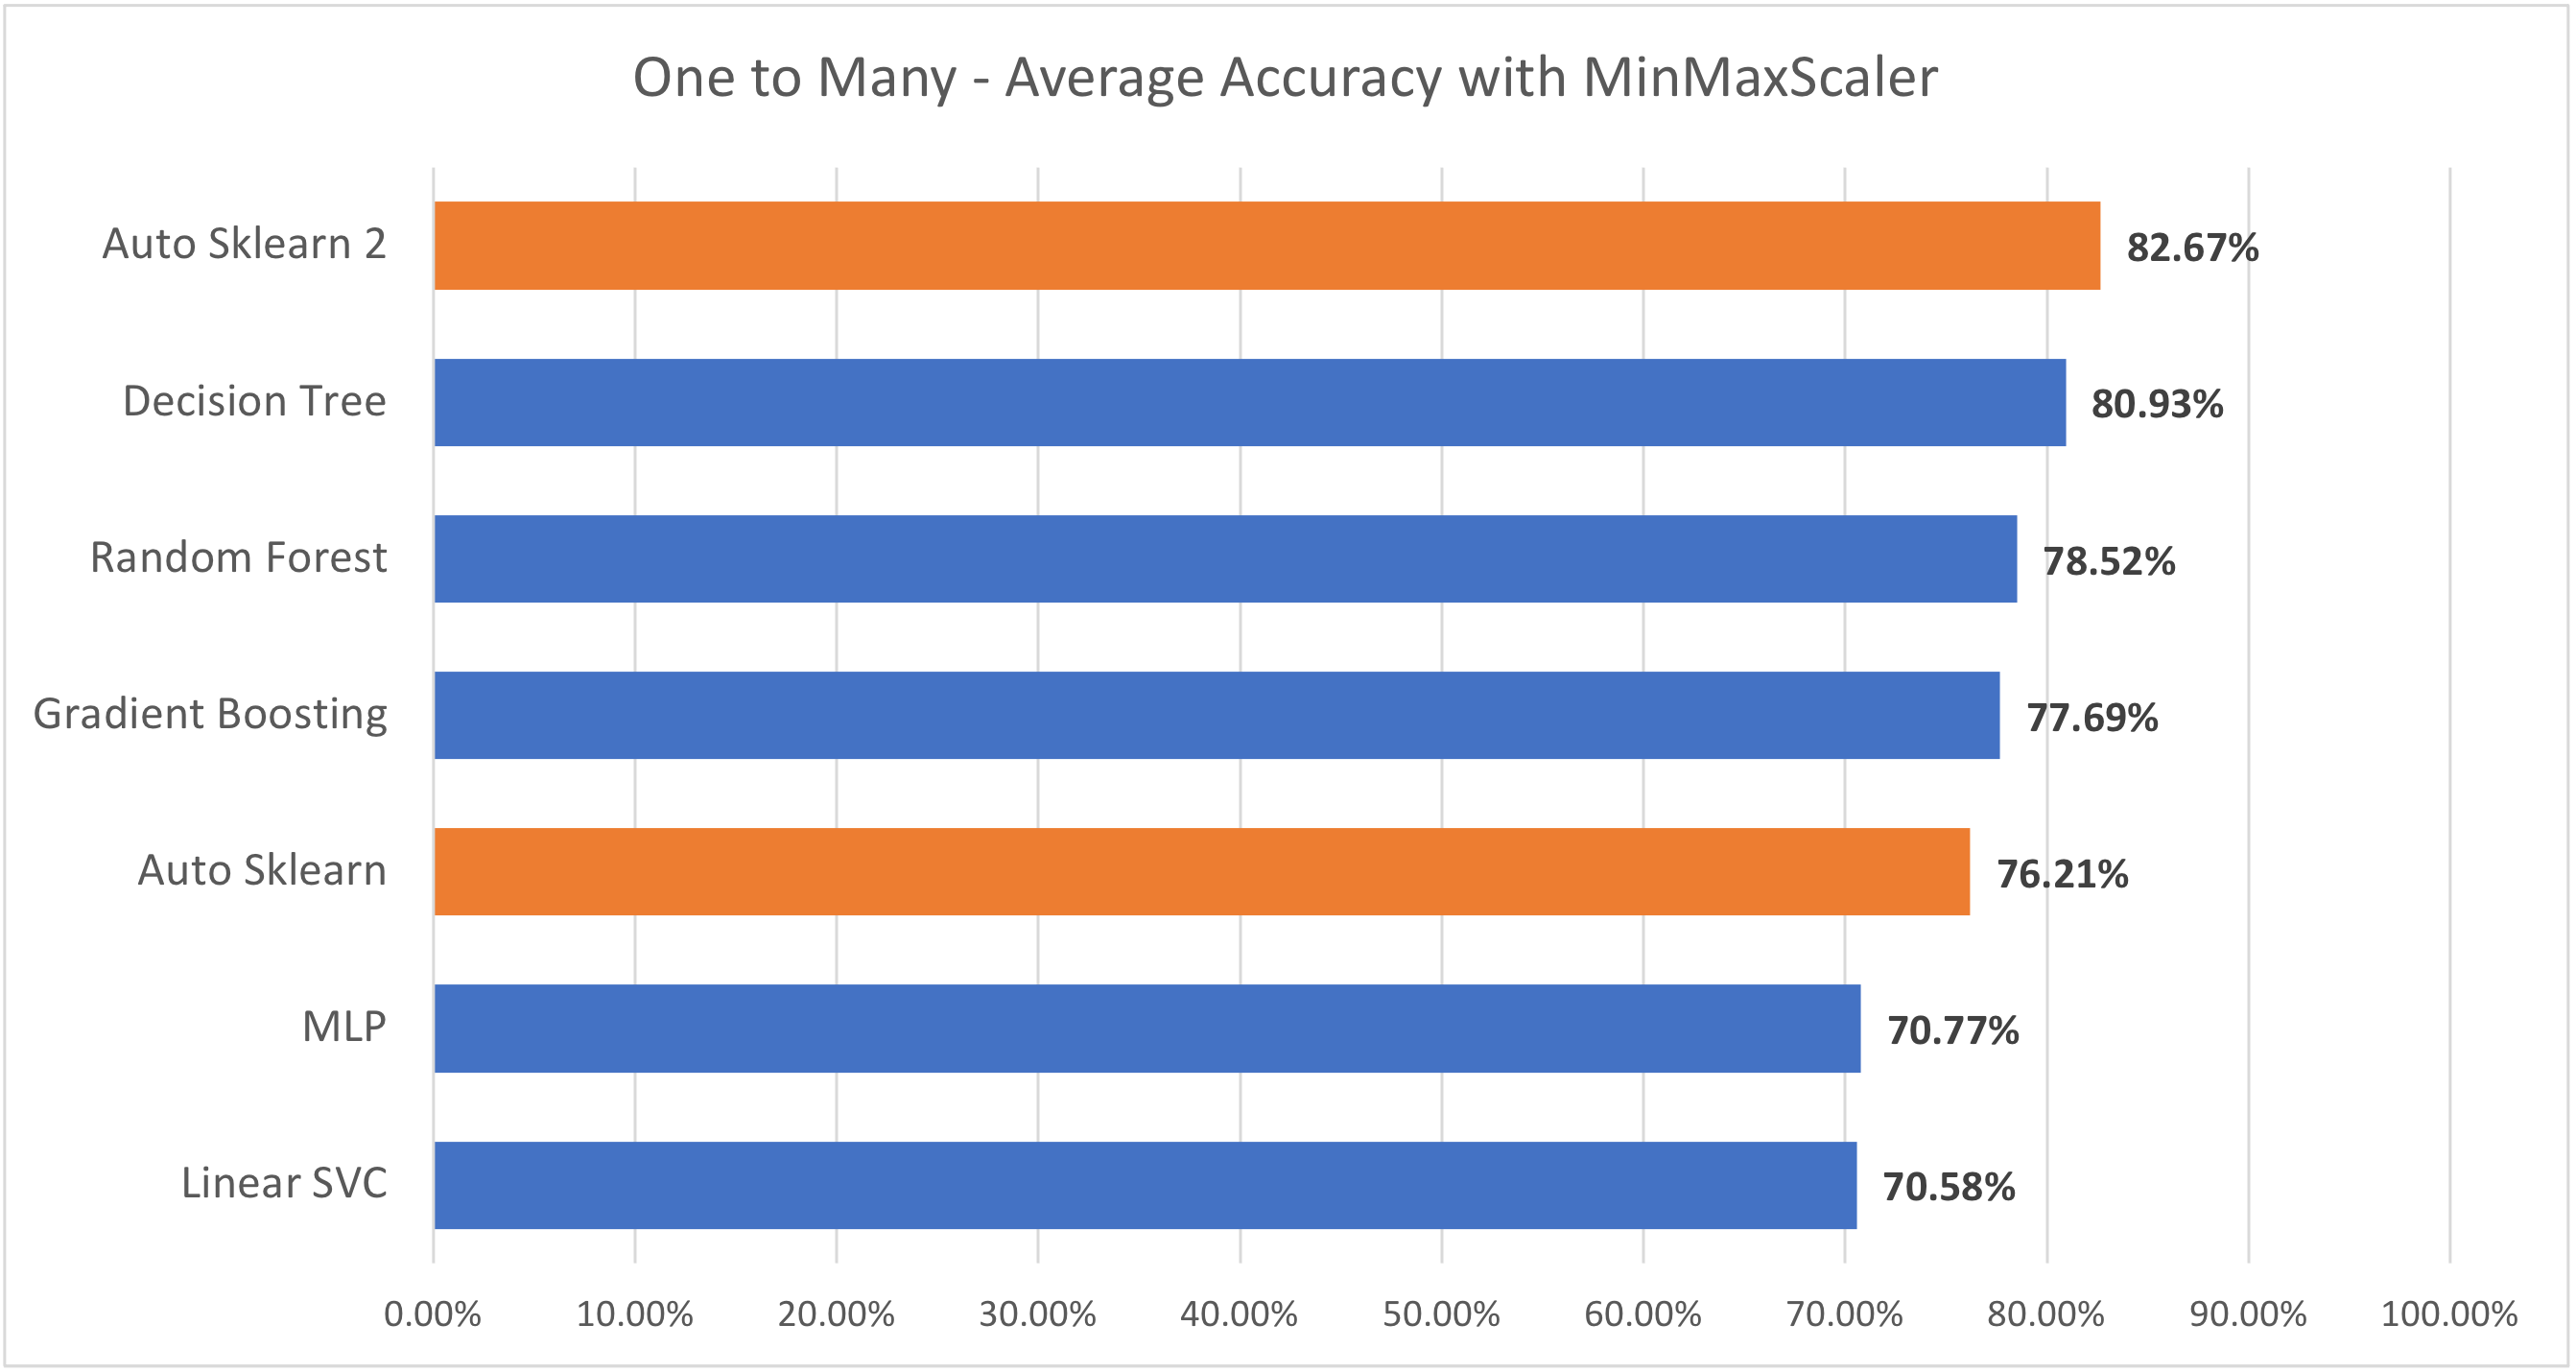 One to Many - Average Accuracy with MinMaxScaler
Auto Sklearn 2
82.67%
Decision Tree
80.93%
Random Forest
78.52%
Gradient Boosting
77.69%
Auto Sklearn
76.21%
MLP
70.77%
Linear SVC
70.58%
0.00% 10.00% 20.00% 30.00% 40.00% 50.00% 60.00% 70.00% 80.00% 90.00% 100.00%